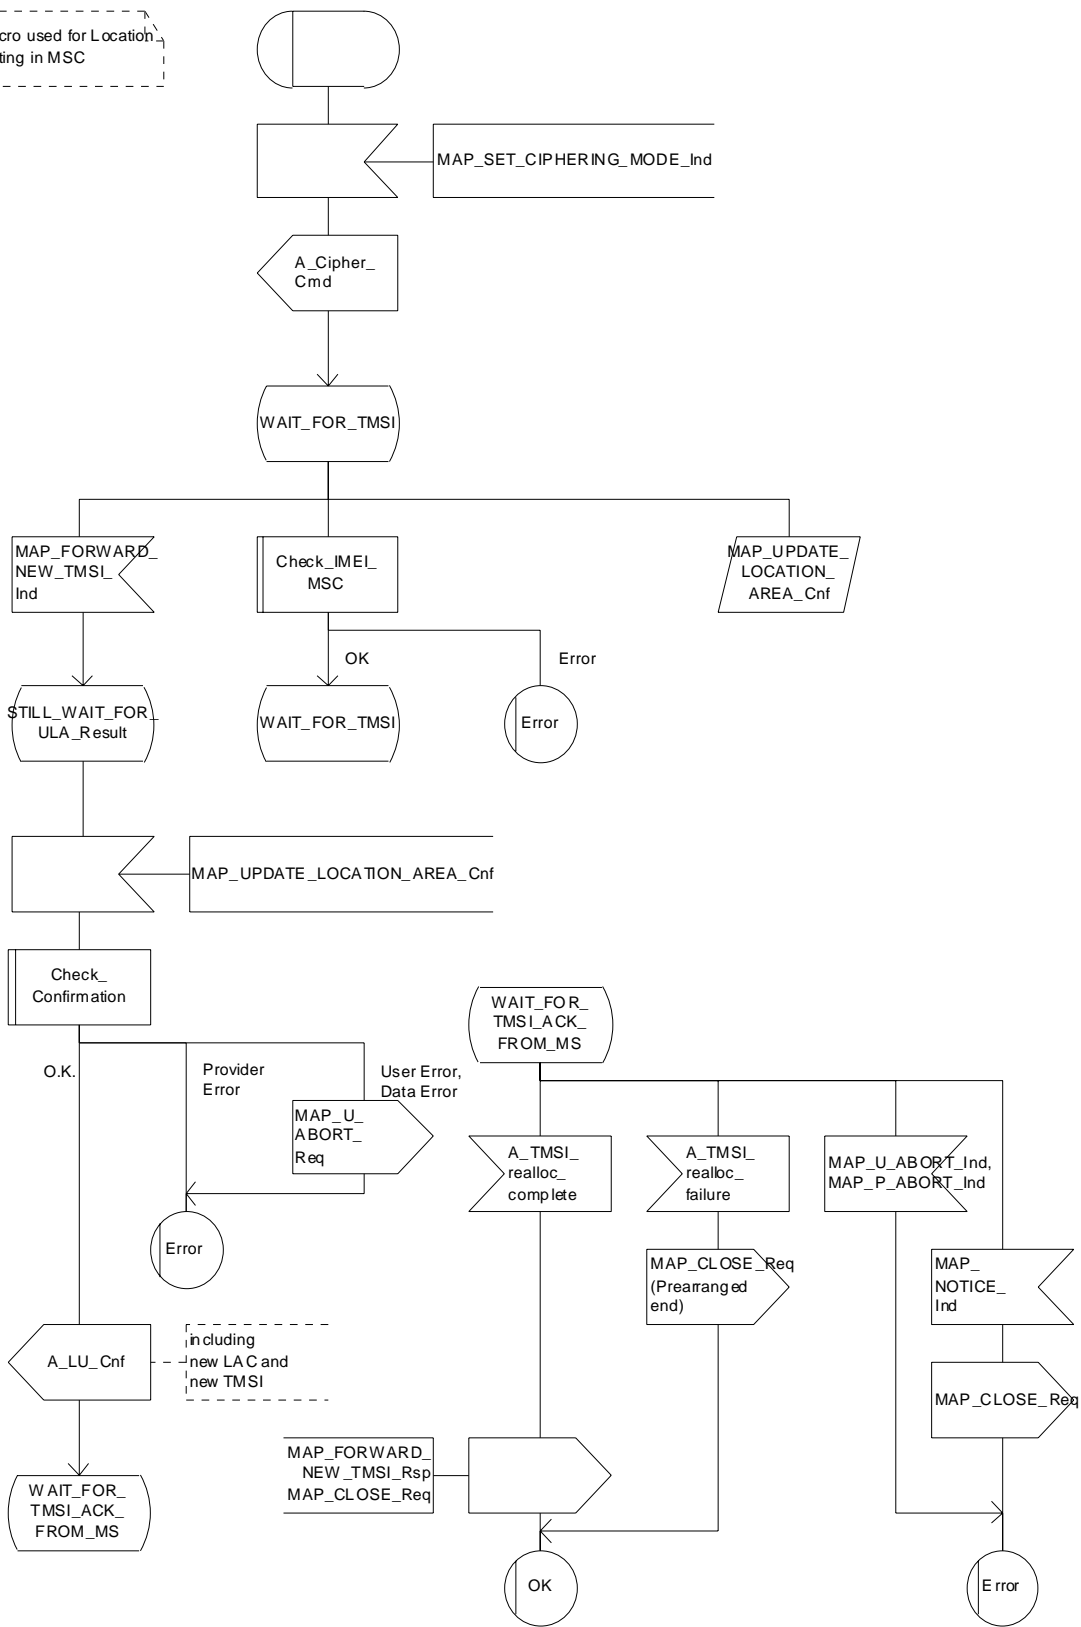 cro used for Location
ting in MSC
MAP_SET_CIPHERING_MODE_Ind
A_Cipher_
Cmd
WAIT_FOR_TMSI
MAP_FORWARD_
NEW_TMSI_
Ind
Check_IMEI_
MSC
MAP_UPDATE_
LOCATION_
AREA_Cnf
OK
Error
STILL_WAIT_FOR_
ULA_Result
WAIT_FOR_TMSI
Error
MAP_UPDATE_LOCATION_AREA_Cnf
Check_
Confirmation
O.K.
Provider
Error
User Error,
Data Error
MAP_U_
ABORT_
Req
Error
A_LU_Cnf
including
new LAC and
new TMSI
WAIT_FOR_
TMSI_ACK_
FROM_MS
WAIT_FOR_
TMSI_ACK_
FROM_MS
A_TMSI_
realloc_
complete
A_TMSI_
realloc_
failure
MAP_U_ABORT_Ind,
MAP_P_ABORT_Ind
MAP_CLOSE_Req
(Prearranged
end)
MAP_
NOTICE_
Ind
MAP_CLOSE_Req
MAP_FORWARD_
NEW_TMSI_Rsp
MAP_CLOSE_Req
OK
Error